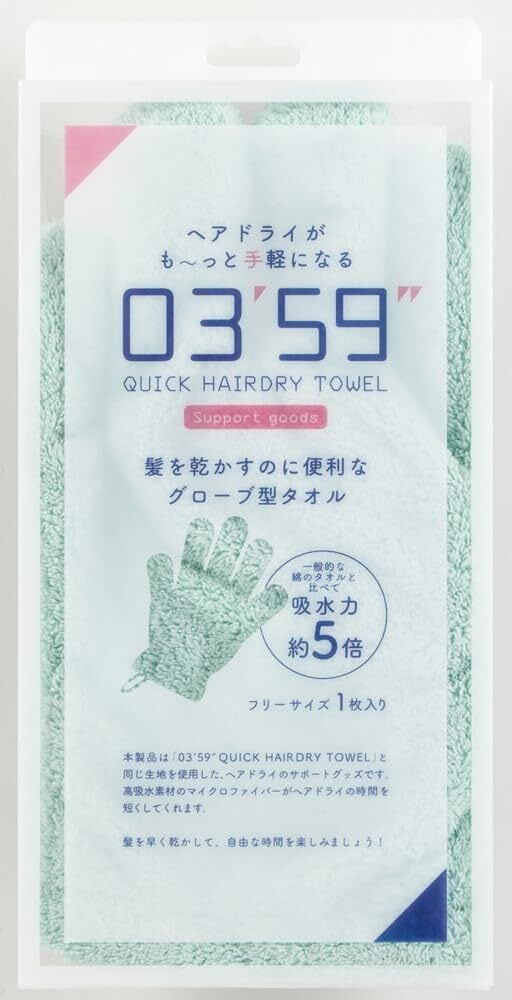 ヘアドライが
も～っと手軽になる
03'59"
QUICK HAIRDRY TOWEL
Support goods
髪を乾かすのに便利な
グローブ型タオル
一般的な
綿のタオルと
比べて
吸水力
約5倍
フリーサイズ 1枚入り
本製品は「03'59" QUICK HAIRDRY TOWEL」と
同じ生地を使用した、ヘアドライのサポートグッズです。
高吸水素材のマイクロファイバーがヘアドライの時間を
短くしてくれます。
髪を早く乾かして、自由な時間を楽しみましょう！